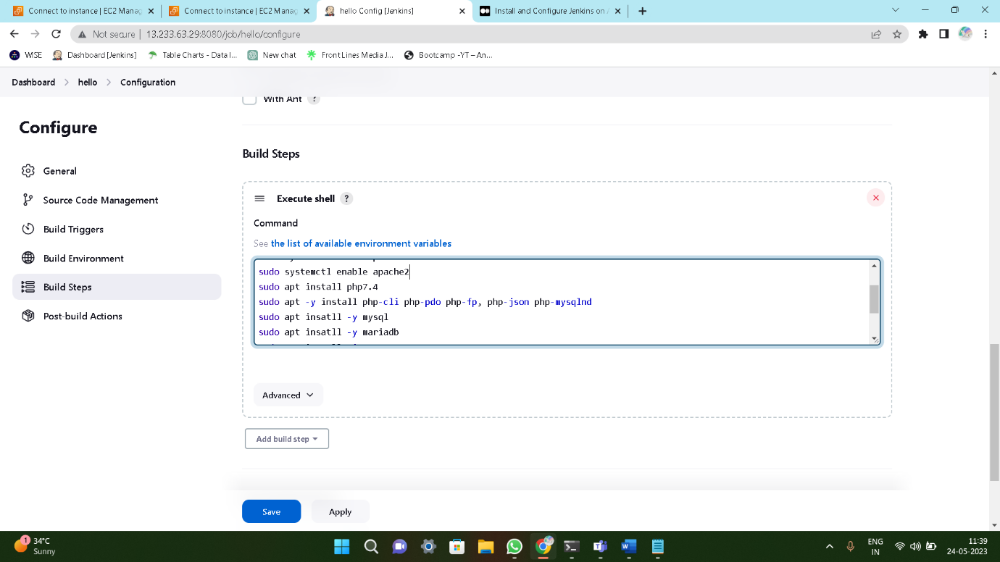 Connect to instance | EC2 Manag
Connect to instance | EC2 Manag
hello Config [Jenkins]
Install and Configure Jenkins on
Not secure | 13.233.63.29:8080/job/hello/configure
WISE
Dashboard [Jenkins]
Table Charts - Data I...
New chat
Front Lines Media J...
Bootcamp -YT – An...
Dashboard > hello > Configuration
With Ant ?
Configure
General
Source Code Management
Build Triggers
Build Environment
Build Steps
Post-build Actions
Build Steps
Execute shell ?
Command
See the list of available environment variables
sudo systemctl enable apache2
sudo apt install php7.4
sudo apt -y install php-cli php-pdo php-fp, php-json php-mysqlnd
sudo apt insatll -y mysql
sudo apt insatll -y mariadb
Advanced
Add build step
Save
Apply
1
34°C
Sunny
ENG
IN
11:39
24-05-2023